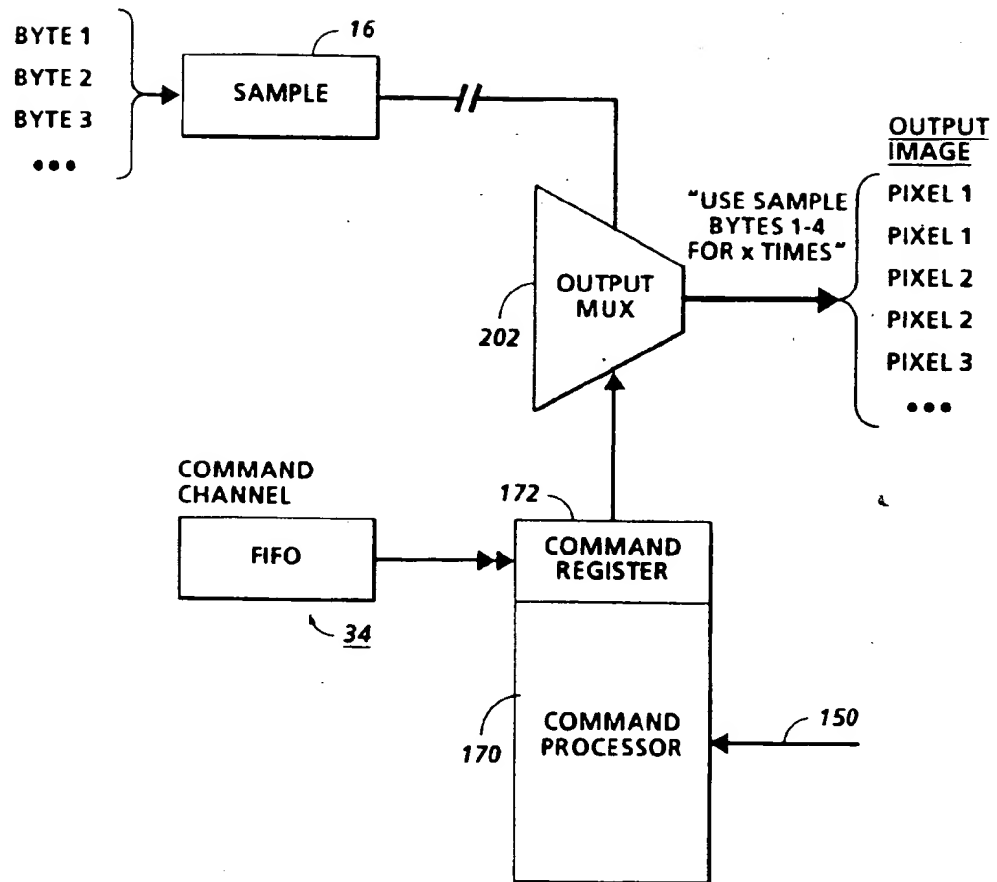 BYTE 1
BYTE 2
BYTE 3
•••
16
SAMPLE
OUTPUT
IMAGE
PIXEL 1
PIXEL 1
PIXEL 2
PIXEL 2
PIXEL 3
•••
"USE SAMPLE
BYTES 1-4
FOR x TIMES"
OUTPUT
MUX
202
COMMAND
CHANNEL
FIFO
34
172
COMMAND
REGISTER
COMMAND
PROCESSOR
170
150